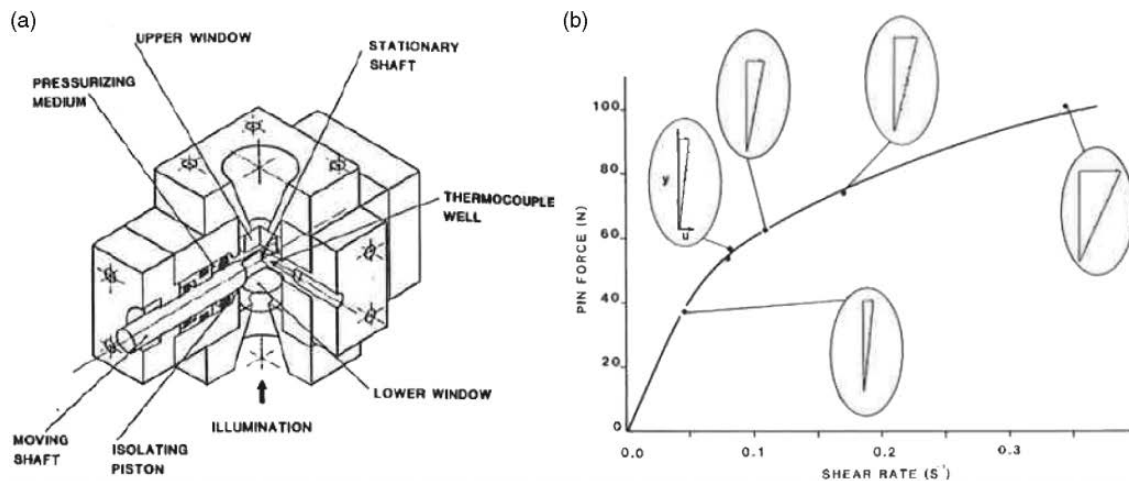 (a)
UPPER WINDOW
STATIONARY
SHAFT
PRESSURIZING
MEDIUM
THERMOCOUPLE
WELL
LOWER WINDOW
ILLUMINATION
MOVING
SHAFT
ISOLATING
PISTON
(b)
PIN FORCE (N)
100
80
60
40
20
0
y
u
0.0
0.1
0.2
0.3
SHEAR RATE (S⁻¹)